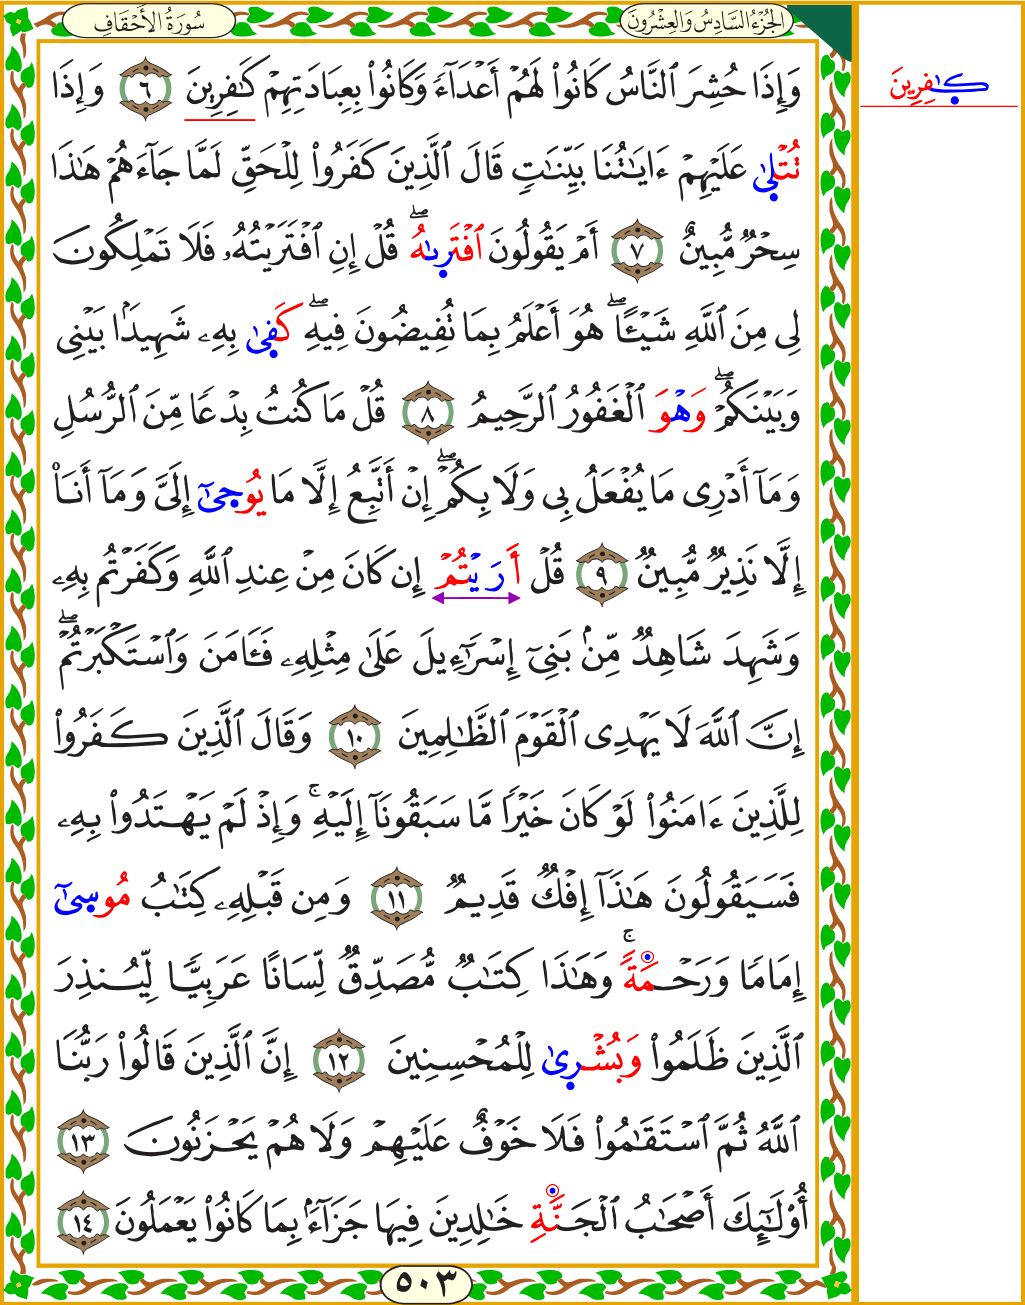 سُورَةُ الأَحْقَافِ
الجُزْءُ السَّادِسُ وَالعِشْرُونَ
كَٰفِرِينَ
وَإِذَا حُشِرَ ٱلنَّاسُ كَانُوا۟ لَهُمْ أَعْدَآءً وَكَانُوا۟ بِعِبَادَتِهِمْ كَٰفِرِينَ ٦ وَإِذَا
تُتْلَىٰ عَلَيْهِمْ ءَايَٰتُنَا بَيِّنَٰتٍ قَالَ ٱلَّذِينَ كَفَرُوا۟ لِلْحَقِّ لَمَّا جَآءَهُمْ هَٰذَا
سِحْرٌ مُّبِينٌ ٧ أَمْ يَقُولُونَ ٱفْتَرِىٰهُ ۖ قُلْ إِنِ ٱفْتَرَيْتُهُۥ فَلَا تَمْلِكُونَ
لِى مِنَ ٱللَّهِ شَيْـًٔا ۖ هُوَ أَعْلَمُ بِمَا تُفِيضُونَ فِيهِ ۖ كَفِىٰ بِهِۦ شَهِيدًۢا بَيْنِى
وَبَيْنَكُمْ ۖ وَهْوَ ٱلْغَفُورُ ٱلرَّحِيمُ ٨ قُلْ مَا كُنتُ بِدْعًا مِّنَ ٱلرُّسُلِ
وَمَآ أَدْرِى مَا يُفْعَلُ بِى وَلَا بِكُمْ ۖ إِنْ أَتَّبِعُ إِلَّا مَا يُوحِىٰٓ إِلَىَّ وَمَآ أَنَا۠
إِلَّا نَذِيرٌ مُّبِينٌ ٩ قُلْ أَرَيْتُمْ إِن كَانَ مِنْ عِندِ ٱللَّهِ وَكَفَرْتُم بِهِۦ
وَشَهِدَ شَاهِدٌ مِّنۢ بَنِىٓ إِسْرَٰٓءِيلَ عَلَىٰ مِثْلِهِۦ فَـَٔامَنَ وَٱسْتَكْبَرْتُمْ ۖ
إِنَّ ٱللَّهَ لَا يَهْدِى ٱلْقَوْمَ ٱلظَّٰلِمِينَ ١٠ وَقَالَ ٱلَّذِينَ كَفَرُوا۟
لِلَّذِينَ ءَامَنُوا۟ لَوْ كَانَ خَيْرًا مَّا سَبَقُونَآ إِلَيْهِ ۚ وَإِذْ لَمْ يَهْتَدُوا۟ بِهِۦ
فَسَيَقُولُونَ هَٰذَآ إِفْكٌ قَدِيمٌ ١١ وَمِن قَبْلِهِۦ كِتَٰبُ مُوسِىٰٓ
إِمَامًا وَرَحْمَةً ۚ وَهَٰذَا كِتَٰبٌ مُّصَدِّقٌ لِّسَانًا عَرَبِيًّا لِّيُنذِرَ
ٱلَّذِينَ ظَلَمُوا۟ وَبُشْرِىٰ لِلْمُحْسِنِينَ ١٢ إِنَّ ٱلَّذِينَ قَالُوا۟ رَبُّنَا
ٱللَّهُ ثُمَّ ٱسْتَقَٰمُوا۟ فَلَا خَوْفٌ عَلَيْهِمْ وَلَا هُمْ يَحْزَنُونَ ١٣
أُو۟لَٰٓئِكَ أَصْحَٰبُ ٱلْجَنَّةِ خَٰلِدِينَ فِيهَا جَزَآءًۢ بِمَا كَانُوا۟ يَعْمَلُونَ ١٤
٥٠٣